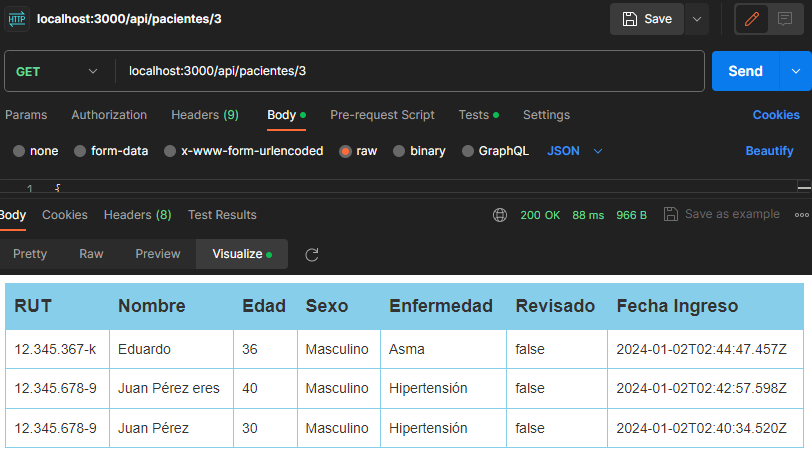 HTTP localhost:3000/api/pacientes/3 Save
GET localhost:3000/api/pacientes/3 Send
Params Authorization Headers (9) Body Pre-request Script Tests Settings Cookies
none form-data x-www-form-urlencoded raw binary GraphQL JSON Beautify
1 {
Body Cookies Headers (8) Test Results 200 OK 88 ms 966 B Save as example
Pretty Raw Preview Visualize
RUT Nombre Edad Sexo Enfermedad Revisado Fecha Ingreso
12.345.367-k Eduardo 36 Masculino Asma false 2024-01-02T02:44:47.457Z
12.345.678-9 Juan Pérez eres 40 Masculino Hipertensión false 2024-01-02T02:42:57.598Z
12.345.678-9 Juan Pérez 30 Masculino Hipertensión false 2024-01-02T02:40:34.520Z